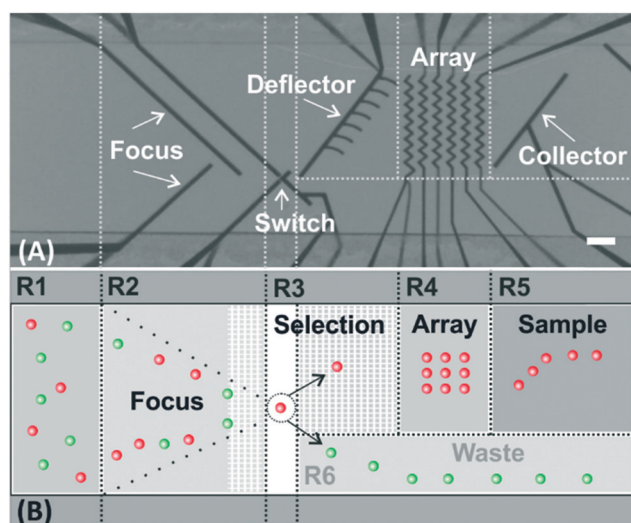 Array
Deflector
Focus
Collector
Switch
(A)
R1 R2 R3 R4 R5
Selection Array Sample
Focus
Waste
R6
(B)